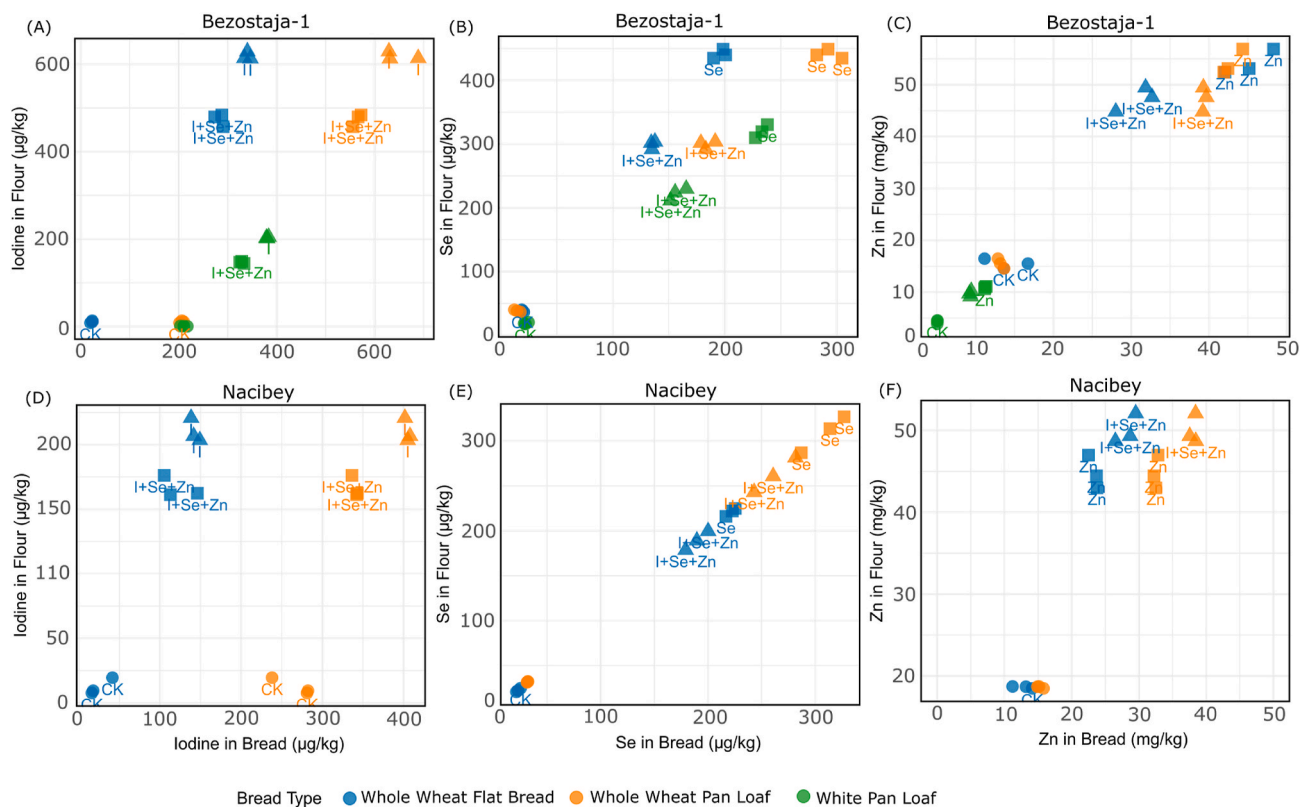 (A) Bezostaja-1
Iodine in Flour (µg/kg)
600
400
200
0
0 200 400 600
I I
I I
I+Se+Zn
I+Se+Zn
I+Se+Zn
I+Se+Zn
I
I+Se+Zn
CK
CK
(B) Bezostaja-1
Se in Flour (µg/kg)
400
300
200
100
0
0 100 200 300
Se
Se
Se
Se
I+Se+Zn
I+Se+Zn
I+Se+Zn
I+Se+Zn
CK
(C) Bezostaja-1
Zn in Flour (mg/kg)
50
40
30
20
10
0
0 10 20 30 40 50
Zn
Zn
Zn
Zn
I+Se+Zn
I+Se+Zn
I+Se+Zn
CK
CK
Zn
CK
(D) Nacibey
Iodine in Flour (µg/kg)
200
150
110
50
0
0 100 200 300 400
Iodine in Bread (µg/kg)
I
I
I
I+Se+Zn
I+Se+Zn
I+Se+Zn
I+Se+Zn
CK
CK
CK
CK
(E) Nacibey
Se in Flour (µg/kg)
300
200
100
0
0 100 200 300
Se in Bread (µg/kg)
Se
Se
Se
I+Se+Zn
I+Se+Zn
Se
I+Se+Zn
I+Se+Zn
CK
(F) Nacibey
Zn in Flour (mg/kg)
50
40
30
20
0 10 20 30 40 50
Zn in Bread (mg/kg)
I+Se+Zn
I+Se+Zn
I+Se+Zn
Zn
Zn
Zn
Zn
Zn
Zn
CK
Bread Type Whole Wheat Flat Bread Whole Wheat Pan Loaf White Pan Loaf